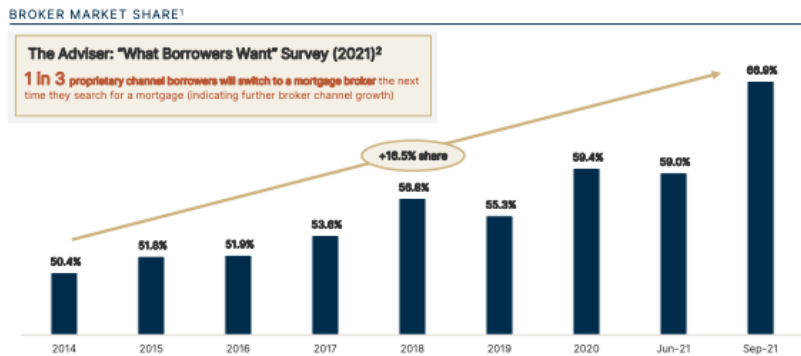 BROKER MARKET SHARE¹
The Adviser: "What Borrowers Want" Survey (2021)²
1 in 3 proprietary channel borrowers will switch to a mortgage broker the next
time they search for a mortgage (indicating further broker channel growth)
66.9%
+16.5% share
59.4%
59.0%
56.8%
55.3%
53.6%
51.8%
51.9%
50.4%
2014 2015 2016 2017 2018 2019 2020 Jun-21 Sep-21